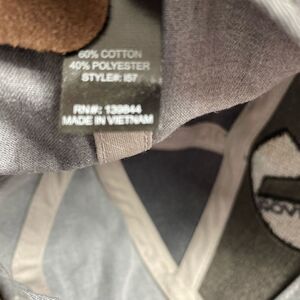 60% COTTON
40% POLYESTER
STYLE#: I57
RN#: 139844
MADE IN VIETNAM